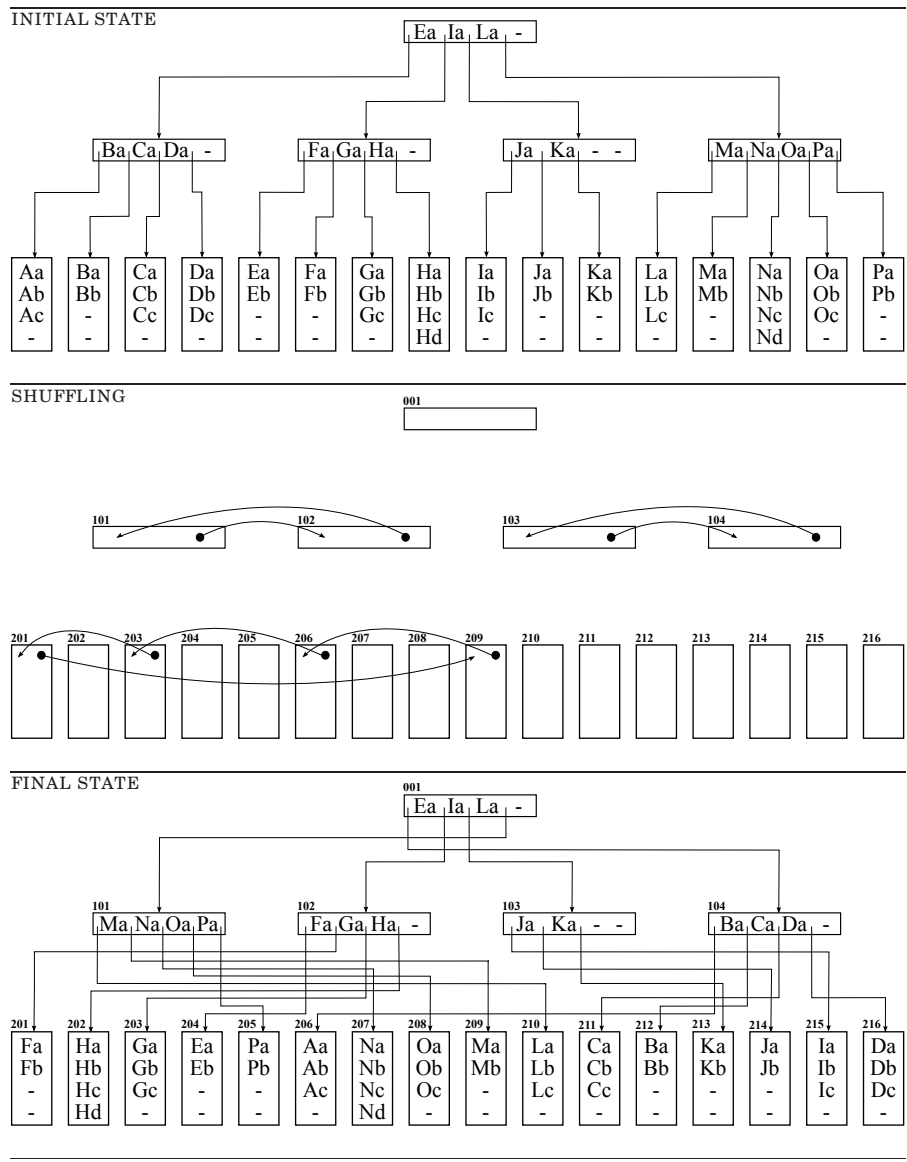 INITIAL STATE
Ea Ia La -
Ba Ca Da - Fa Ga Ha - Ja Ka - - Ma Na Oa Pa
Aa Ba Ca Da Ea Fa Ga Ha Ia Ja Ka La Ma Na Oa Pa
Ab Bb Cb Db Eb Fb Gb Hb Ib Jb Kb Lb Mb Nb Ob Pb
Ac - Cc Dc - - Gc Hc Ic - - Lc - Nc Oc -
- - - - - - - Hd - - - - - Nd - -
SHUFFLING
001
101 102 103 104
201 202 203 204 205 206 207 208 209 210 211 212 213 214 215 216
FINAL STATE
001
Ea Ia La -
101 102 103 104
Ma Na Oa Pa Fa Ga Ha - Ja Ka - - Ba Ca Da -
201 202 203 204 205 206 207 208 209 210 211 212 213 214 215 216
Fa Ha Ga Ea Pa Aa Na Oa Ma La Ca Ba Ka Ja Ia Da
Fb Hb Gb Eb Pb Ab Nb Ob Mb Lb Cb Bb Kb Jb Ib Db
- Hc Gc - - Ac Nc Oc - Lc Cc - - - Ic Dc
- Hd - - - - Nd - - - - - - - - -